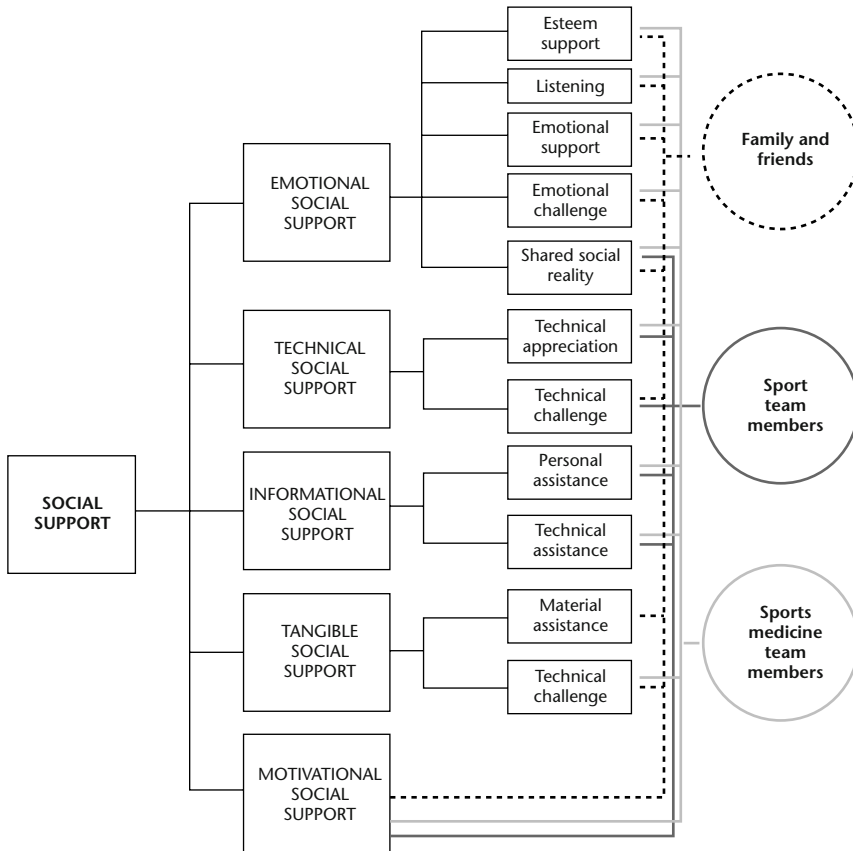 Esteem
support
Listening
Emotional
support
Emotional
challenge
Shared social
reality
Technical
appreciation
Technical
challenge
Personal
assistance
Technical
assistance
Material
assistance
Technical
challenge
EMOTIONAL
SOCIAL
SUPPORT
TECHNICAL
SOCIAL
SUPPORT
INFORMATIONAL
SOCIAL
SUPPORT
TANGIBLE
SOCIAL
SUPPORT
MOTIVATIONAL
SOCIAL
SUPPORT
SOCIAL
SUPPORT
Family and
friends
Sport
team
members
Sports
medicine
team
members